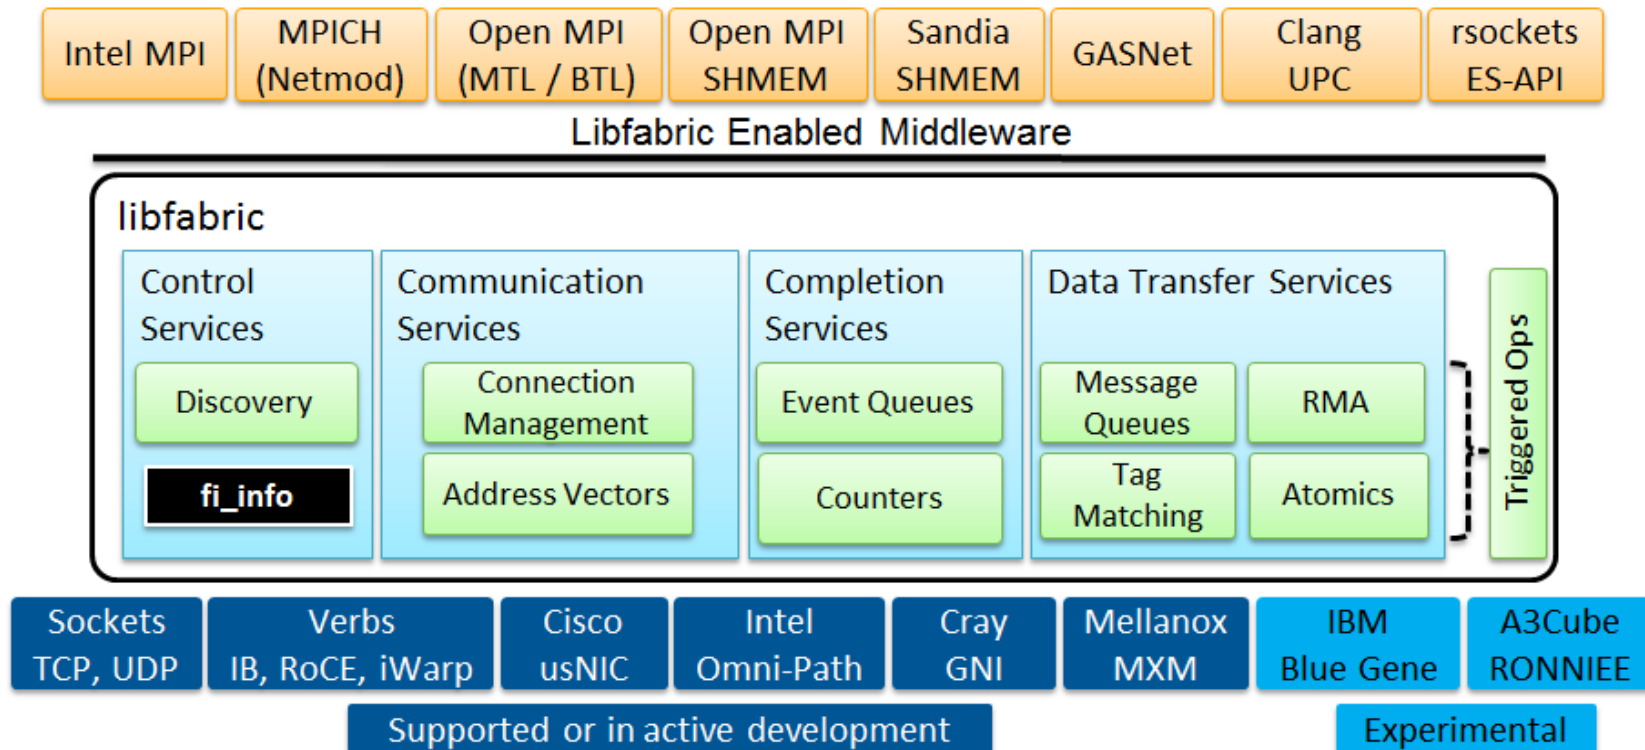 Intel MPI
MPICH
(Netmod)
Open MPI
(MTL / BTL)
Open MPI
SHMEM
Sandia
SHMEM
GASNet
Clang
UPC
rsockets
ES-API
Libfabric Enabled Middleware
libfabric
Control
Services
Discovery
fi_info
Communication
Services
Connection
Management
Address Vectors
Completion
Services
Event Queues
Counters
Data Transfer Services
Message
Queues
RMA
Tag
Matching
Atomics
Triggered Ops
Sockets
TCP, UDP
Verbs
IB, RoCE, iWarp
Cisco
usNIC
Intel
Omni-Path
Cray
GNI
Mellanox
MXM
IBM
Blue Gene
A3Cube
RONNIEE
Supported or in active development
Experimental